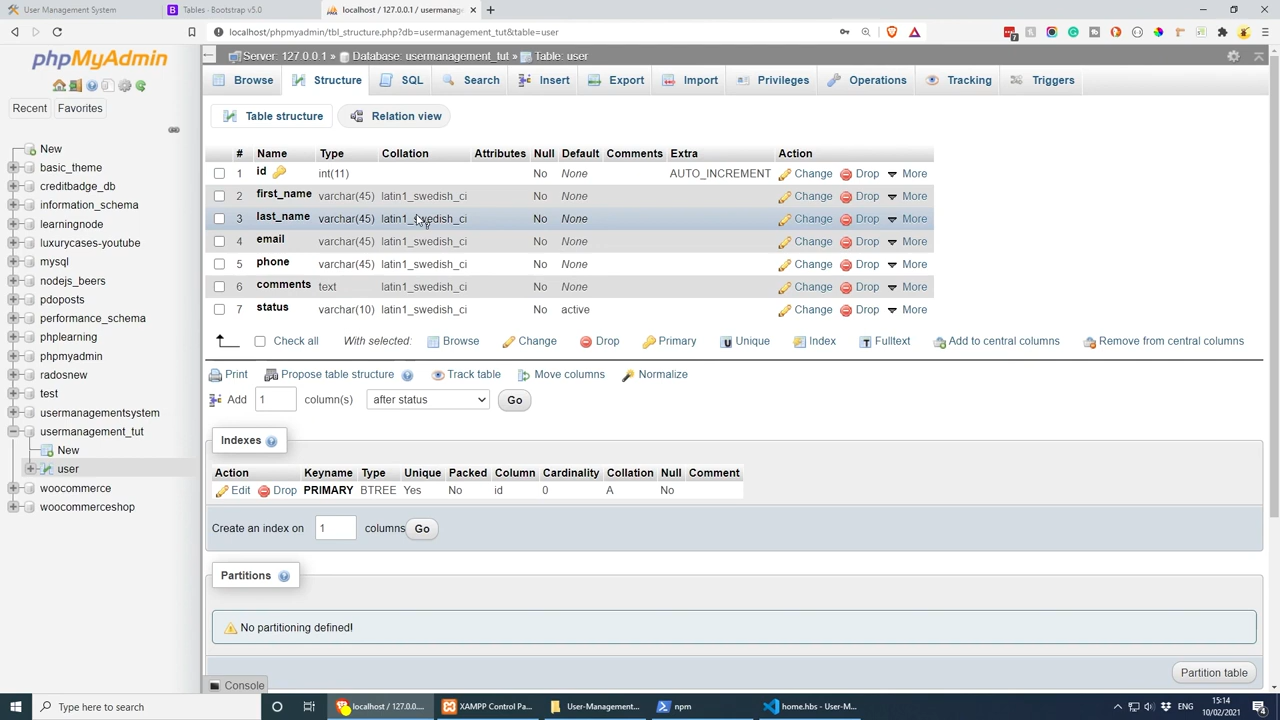 User Management System
Tables · Bootstrap v5.0
localhost / 127.0.0.1 / usermanag
localhost/phpmyadmin/tbl_structure.php?db=usermanagement_tut&table=user
phpMyAdmin
Recent
Favorites
New
basic_theme
creditbadge_db
information_schema
learningnode
luxurycases-youtube
mysql
nodejs_beers
pdoposts
performance_schema
phplearning
phpmyadmin
radosnew
test
usermanagementsystem
usermanagement_tut
New
user
woocommerce
woocommerceshop
Server: 127.0.0.1 » Database: usermanagement_tut » Table: user
Browse Structure SQL Search Insert Export Import Privileges Operations Tracking Triggers
Table structure Relation view
# Name Type Collation Attributes Null Default Comments Extra Action
1 id int(11) No None AUTO_INCREMENT Change Drop More
2 first_name varchar(45) latin1_swedish_ci No None Change Drop More
3 last_name varchar(45) latin1_swedish_ci No None Change Drop More
4 email varchar(45) latin1_swedish_ci No None Change Drop More
5 phone varchar(45) latin1_swedish_ci No None Change Drop More
6 comments text latin1_swedish_ci No None Change Drop More
7 status varchar(10) latin1_swedish_ci No active Change Drop More
Check all With selected: Browse Change Drop Primary Unique Index Fulltext Add to central columns Remove from central columns
Print Propose table structure Track table Move columns Normalize
Add 1 column(s) after status Go
Indexes
Action Keyname Type Unique Packed Column Cardinality Collation Null Comment
Edit Drop PRIMARY BTREE Yes No id 0 A No
Create an index on 1 columns Go
Partitions
No partitioning defined!
Partition table
Console
Type here to search
localhost / 127.0.0....
XAMPP Control Pa...
User-Management...
npm
home.hbs - User-M...
ENG
15:14
10/02/2021